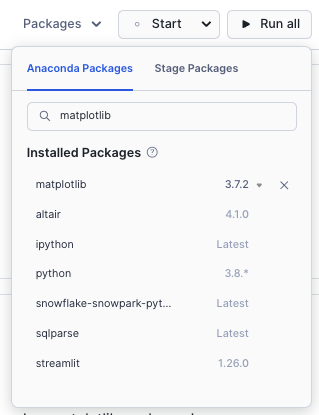 Packages
Start
Run all
Anaconda Packages
Stage Packages
matplotlib
Installed Packages
matplotlib 3.7.2
altair 4.1.0
ipython Latest
python 3.8.*
snowflake-snowpark-pyt... Latest
sqlparse Latest
streamlit 1.26.0